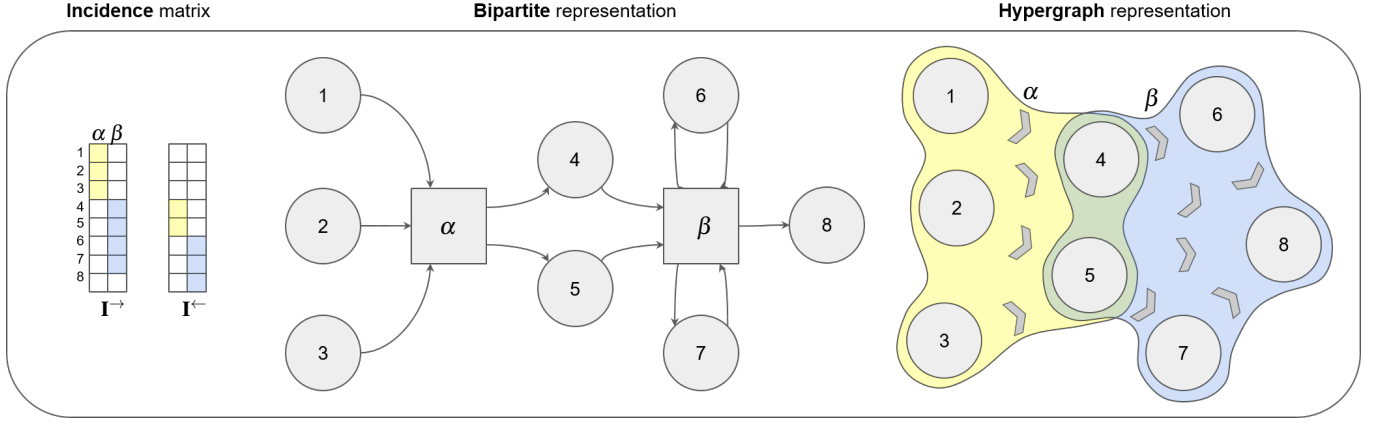 Incidence matrix
Bipartite representation
Hypergraph representation
α β
1
2
3
4
5
6
7
8
I→
I←
1
2
3
α
4
5
6
β
7
8
α
β
1
2
3
4
5
6
7
8